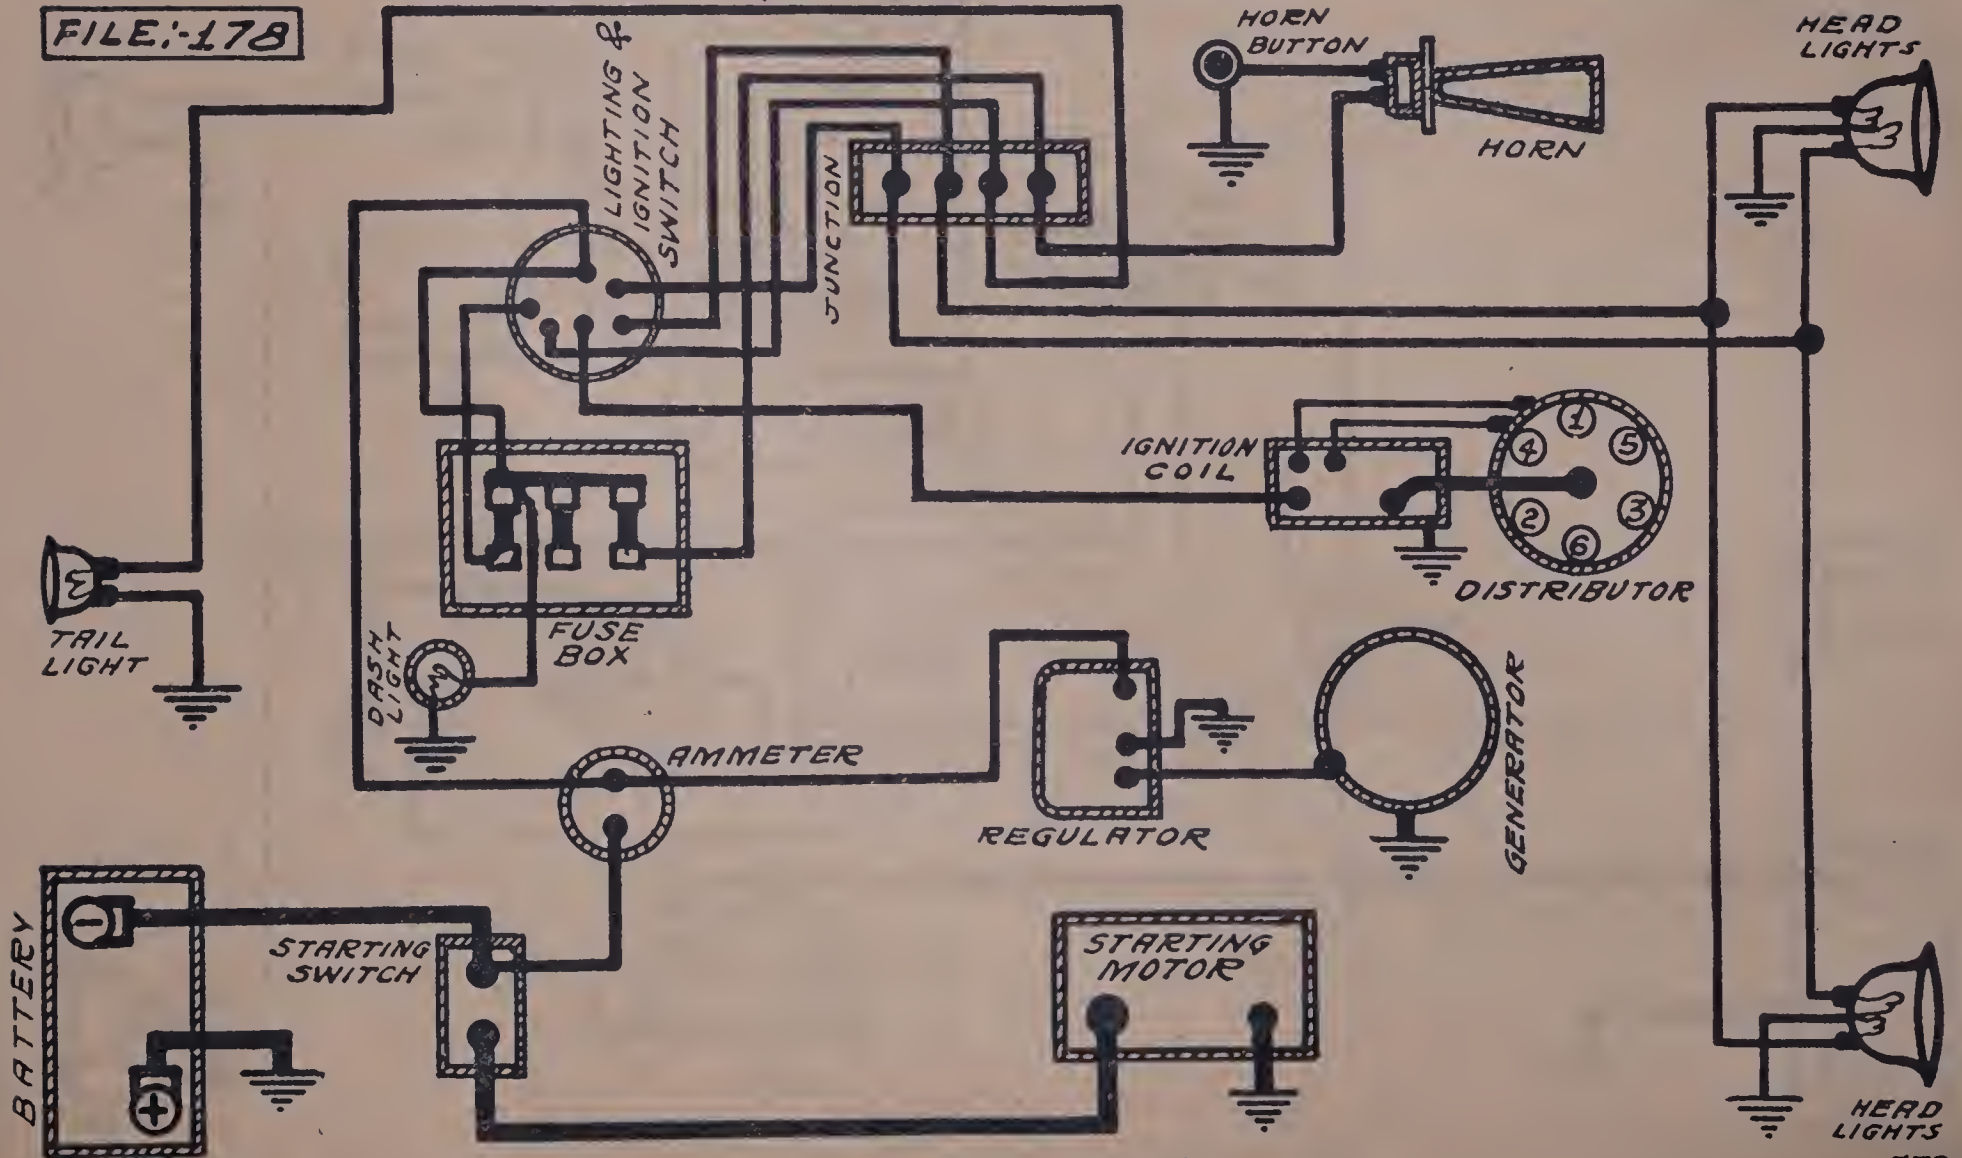 FILE:-178
LIGHTING &
IGNITION
SWITCH
JUNCTION
HORN
BUTTON
HORN
HEAD
LIGHTS
IGNITION
COIL
1
5
3
6
2
4
DISTRIBUTOR
TAIL
LIGHT
FUSE
BOX
DASH
LIGHT
AMMETER
REGULATOR
GENERATOR
BATTERY
-
+
STARTING
SWITCH
STARTING
MOTOR
HEAD
LIGHTS